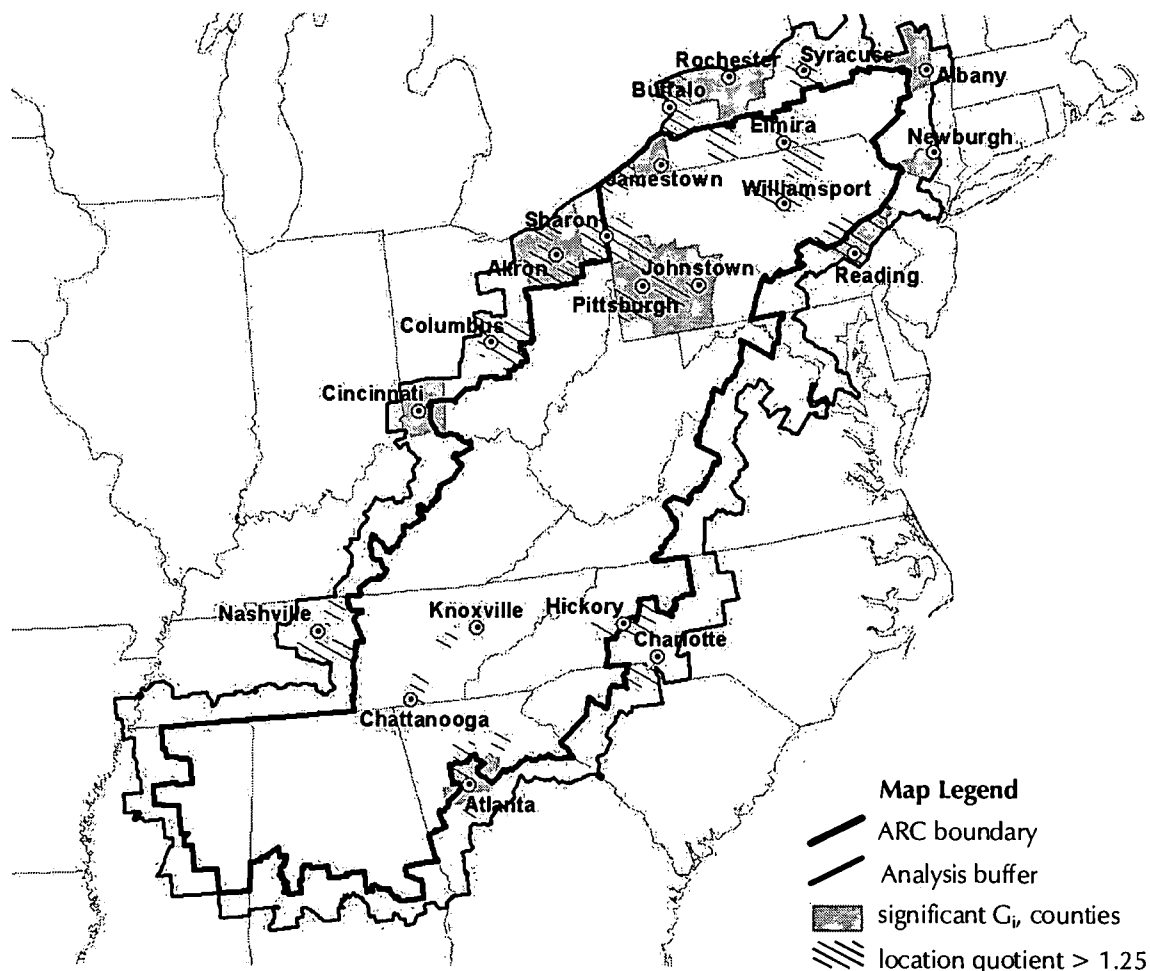 Rochester
Syracuse
Albany
Buffalo
Elmira
Newburgh
Jamestown
Williamsport
Sharon
Akron
Johnstown
Reading
Pittsburgh
Columbus
Cincinnati
Nashville
Knoxville
Hickory
Charlotte
Chattanooga
Atlanta
Map Legend
ARC boundary
Analysis buffer
significant Gi, counties
location quotient > 1.25